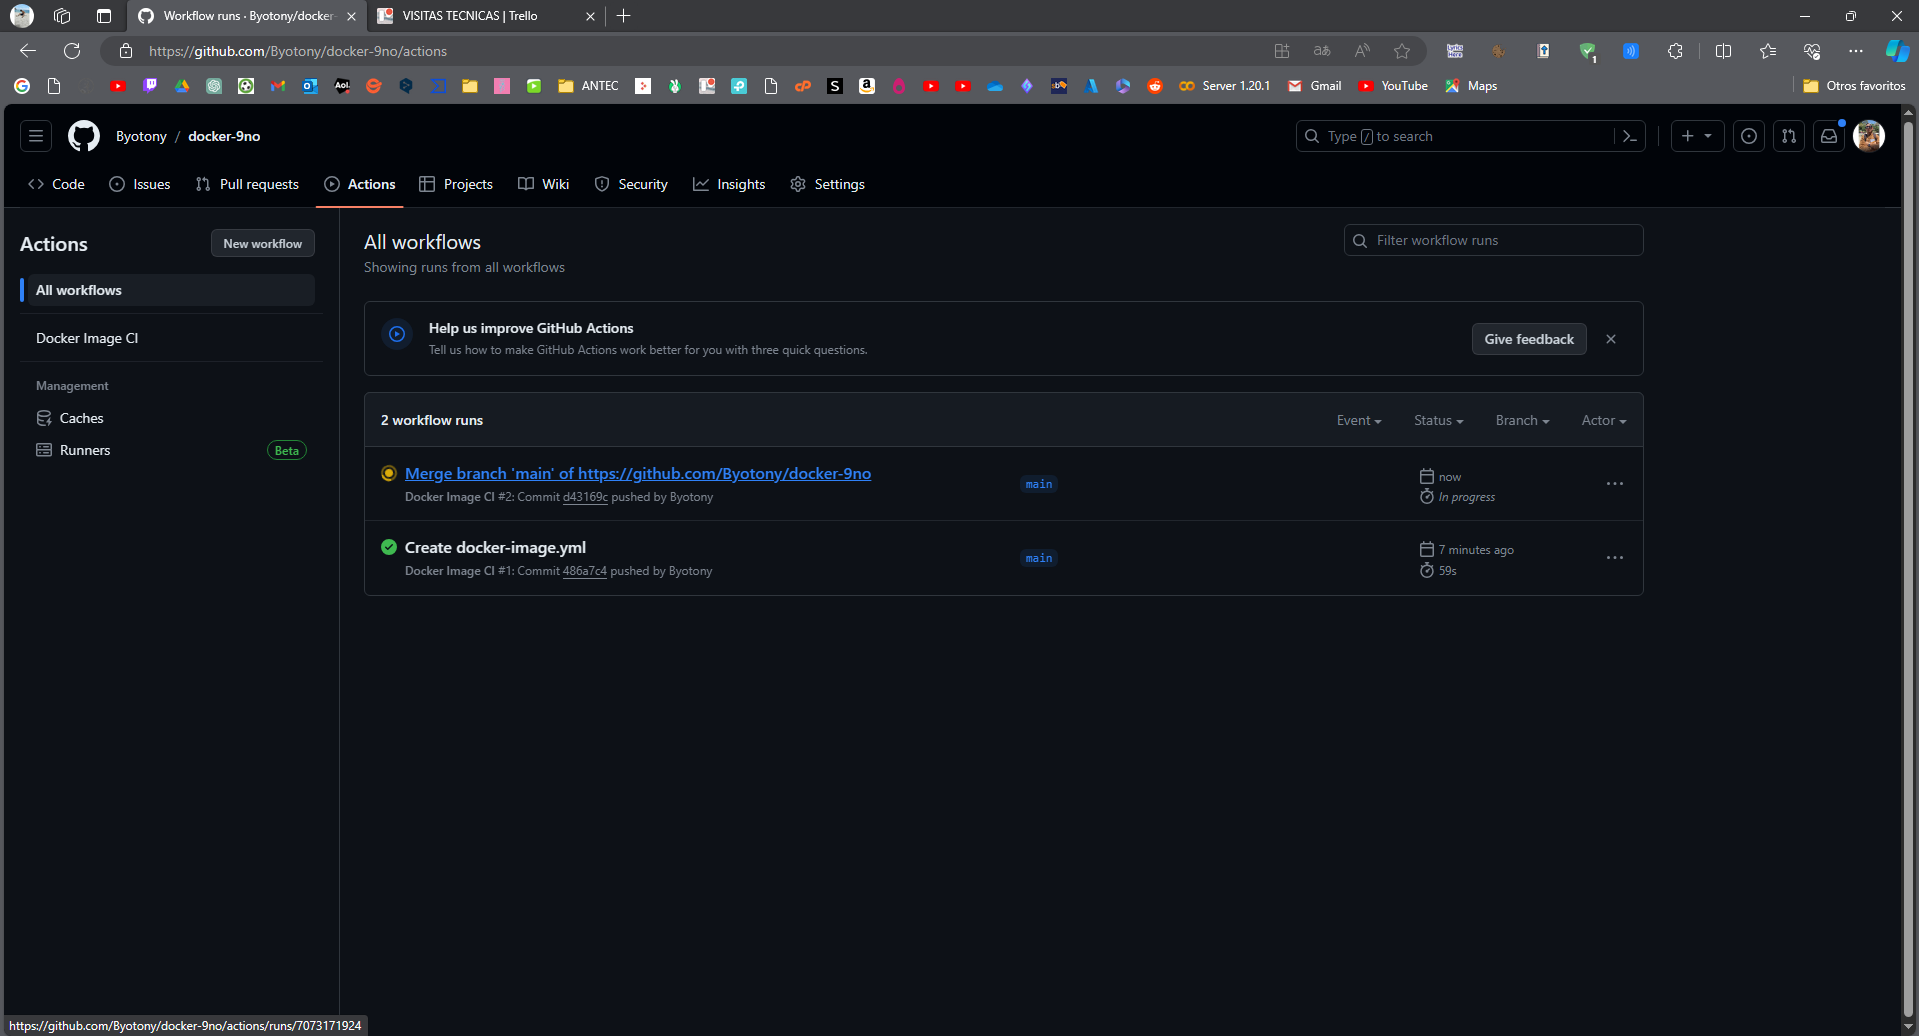 Workflow runs · Byotony/docker-
VISITAS TECNICAS | Trello
https://github.com/Byotony/docker-9no/actions
1
Aol.
ANTEC
S
a
Server 1.20.1
Gmail
YouTube
Maps
Otros favoritos
Byotony / docker-9no
Type / to search
Code
Issues
Pull requests
Actions
Projects
Wiki
Security
Insights
Settings
Actions
New workflow
All workflows
Docker Image CI
Management
Caches
Runners
Beta
All workflows
Showing runs from all workflows
Filter workflow runs
Help us improve GitHub Actions
Tell us how to make GitHub Actions work better for you with three quick questions.
Give feedback
2 workflow runs
Event
Status
Branch
Actor
Merge branch 'main' of https://github.com/Byotony/docker-9no
Docker Image CI #2: Commit d43169c pushed by Byotony
main
now
In progress
Create docker-image.yml
Docker Image CI #1: Commit 486a7c4 pushed by Byotony
main
7 minutes ago
59s
https://github.com/Byotony/docker-9no/actions/runs/7073171924